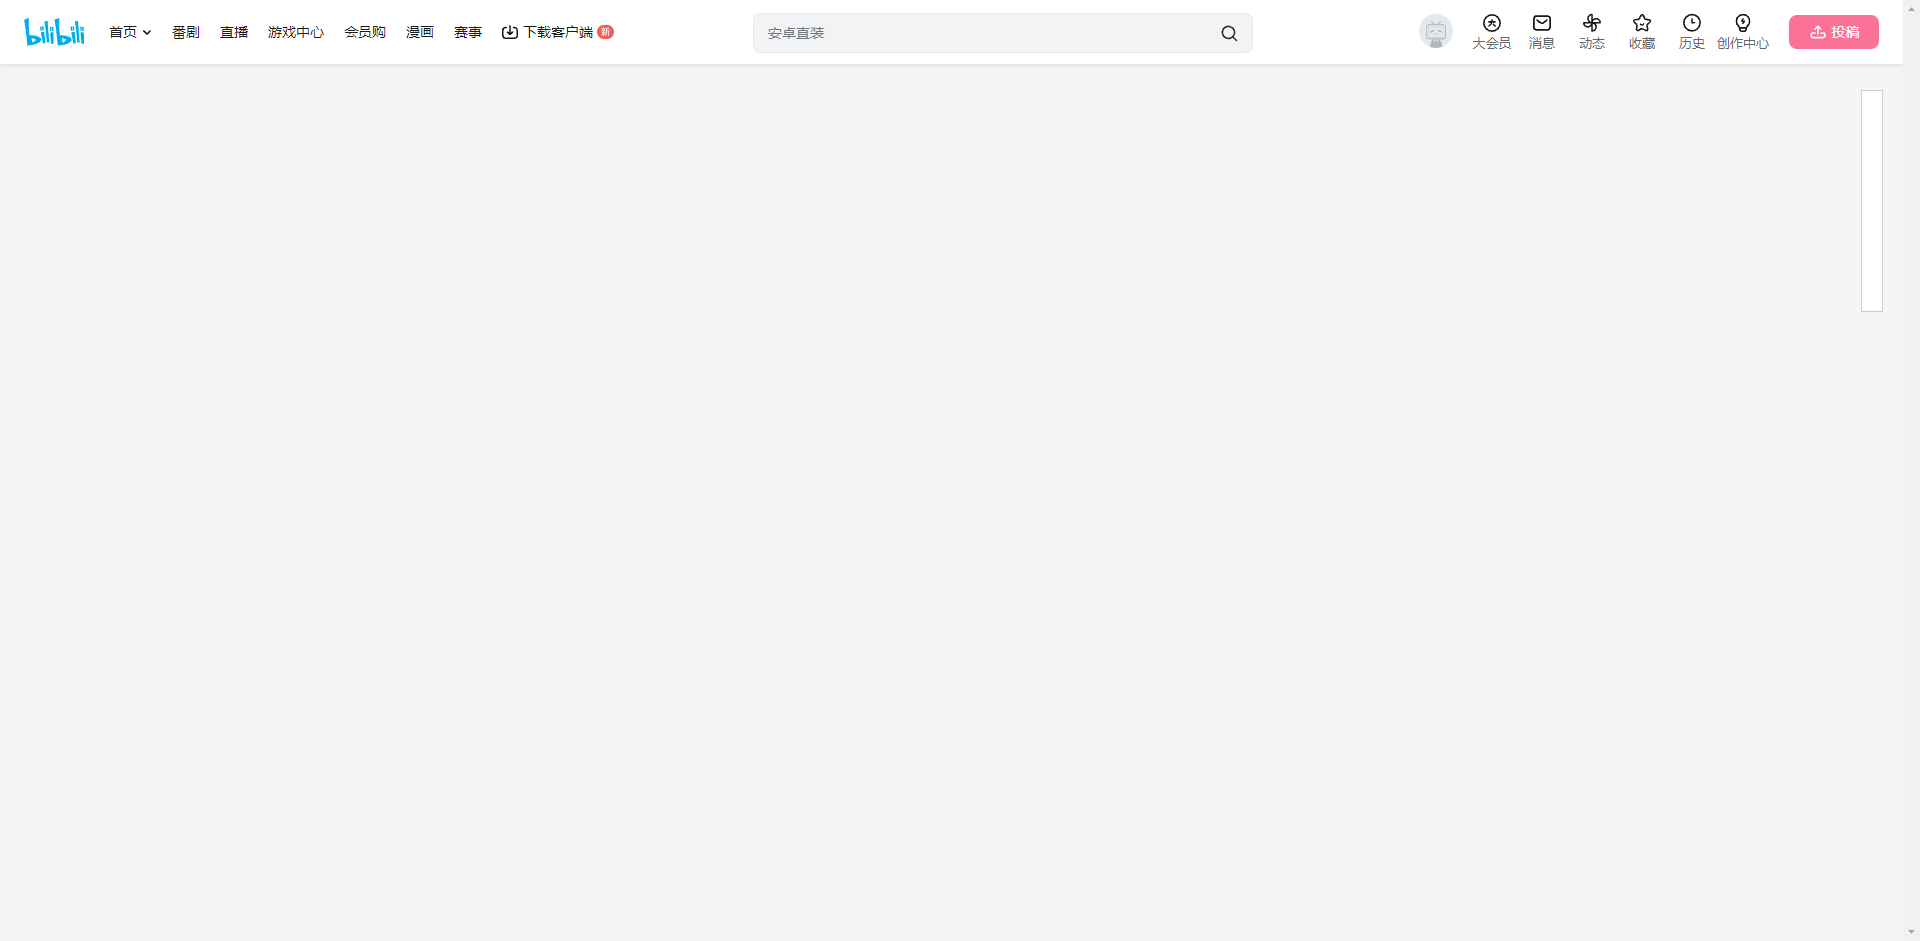 bilibili 首页 番剧 直播 游戏中心 会员购 漫画 赛事 下载客户端 新
安卓直装
大会员 消息 动态 收藏 历史 创作中心 投稿